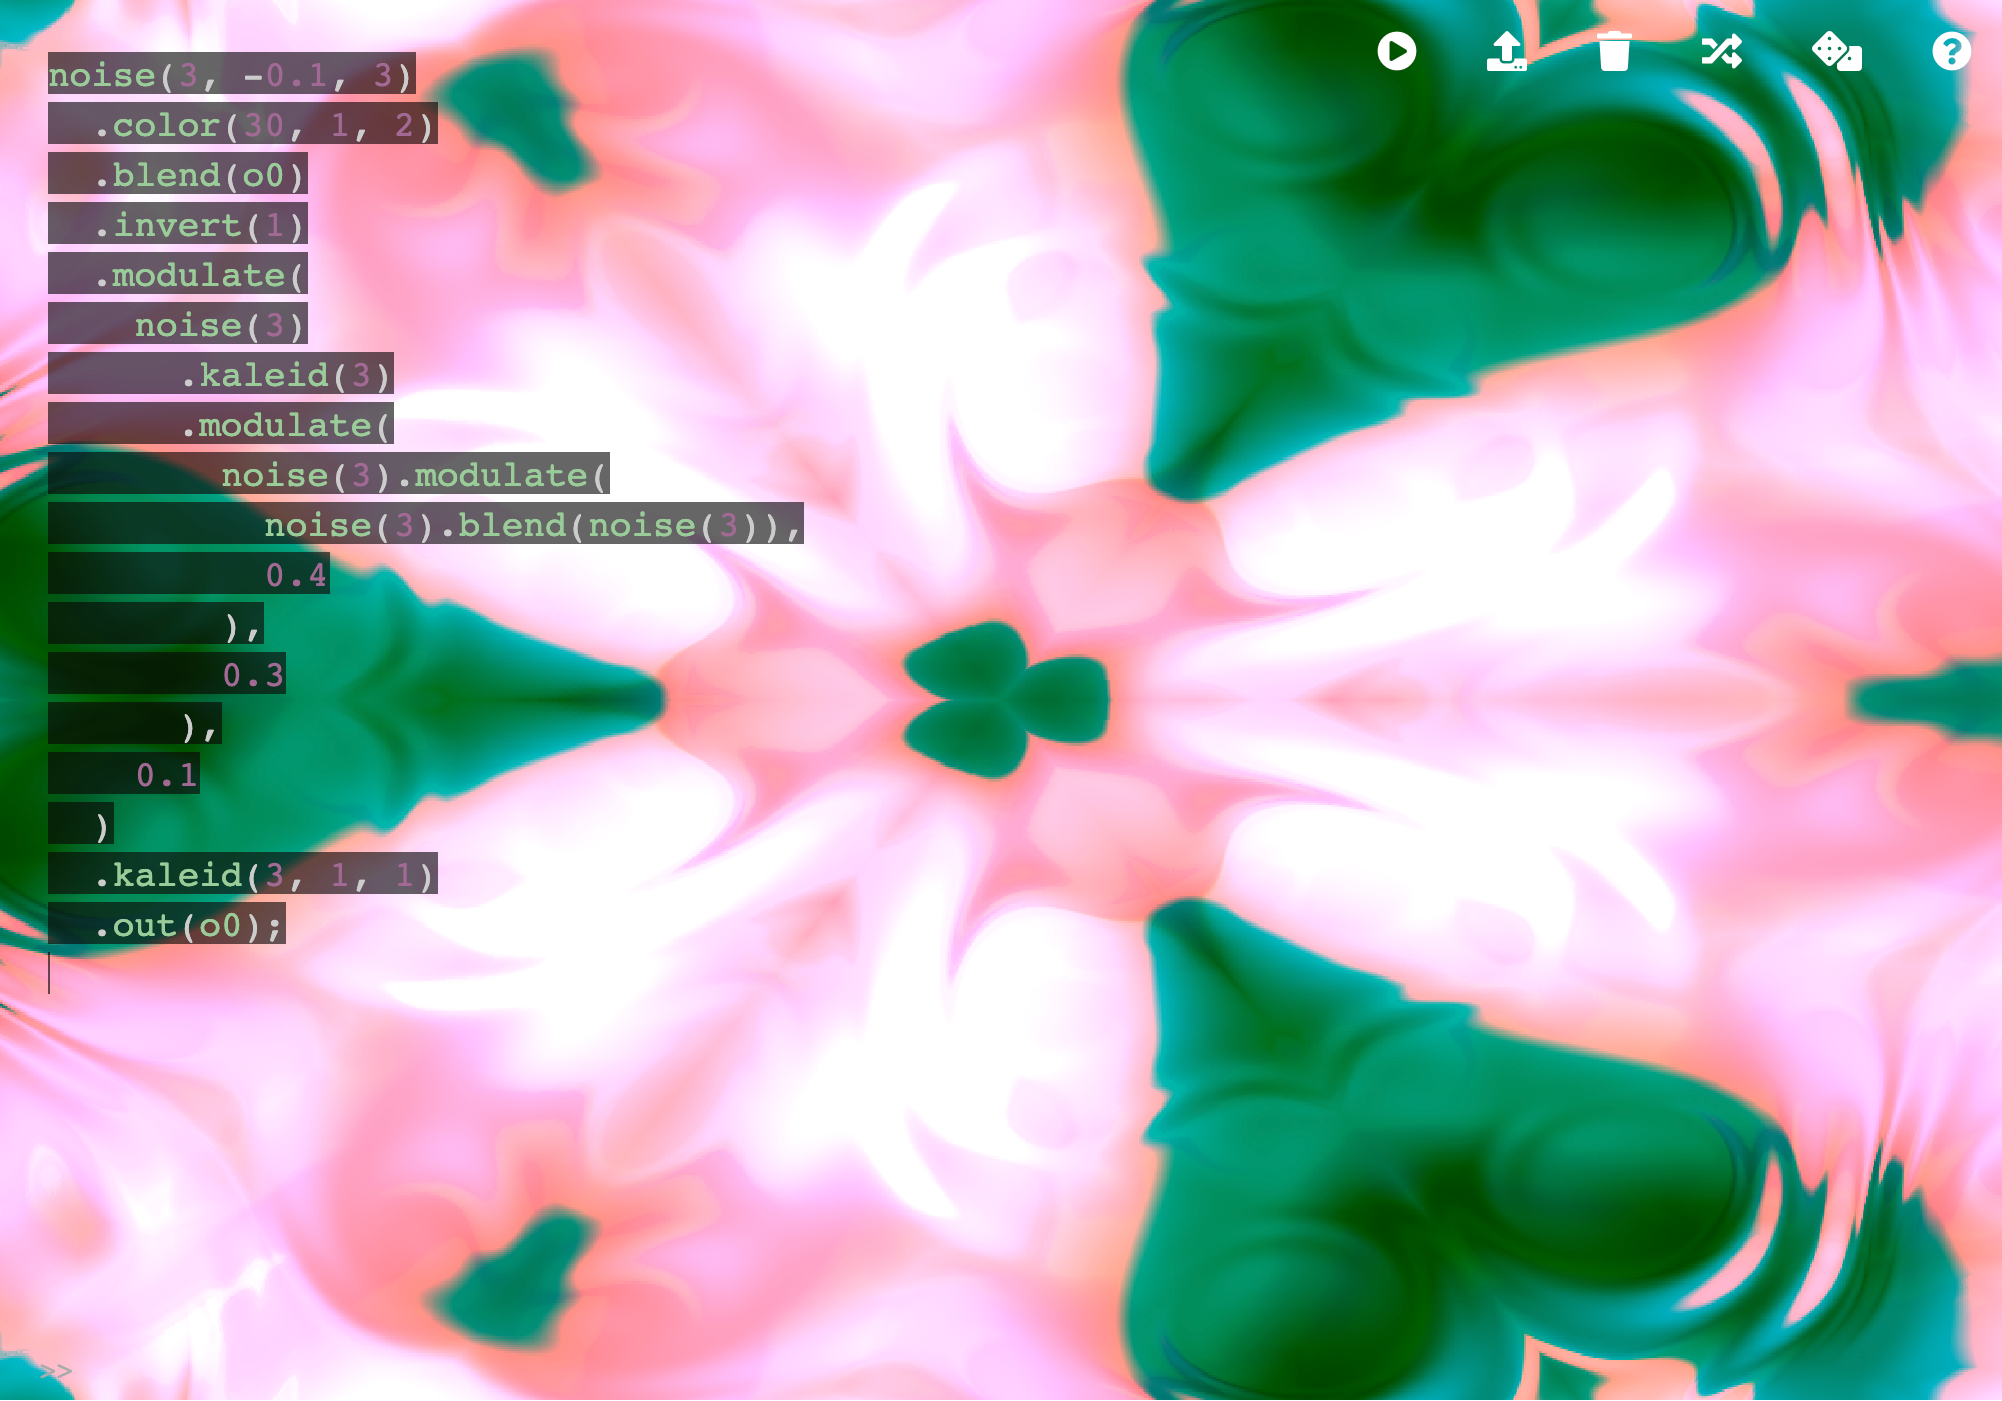 noise(3, -0.1, 3)
  .color(30, 1, 2)
  .blend(o0)
  .invert(1)
  .modulate(
    noise(3)
      .kaleid(3)
      .modulate(
        noise(3).modulate(
          noise(3).blend(noise(3)),
          0.4
        ),
        0.3
      ),
    0.1
  )
  .kaleid(3, 1, 1)
  .out(o0);
>>